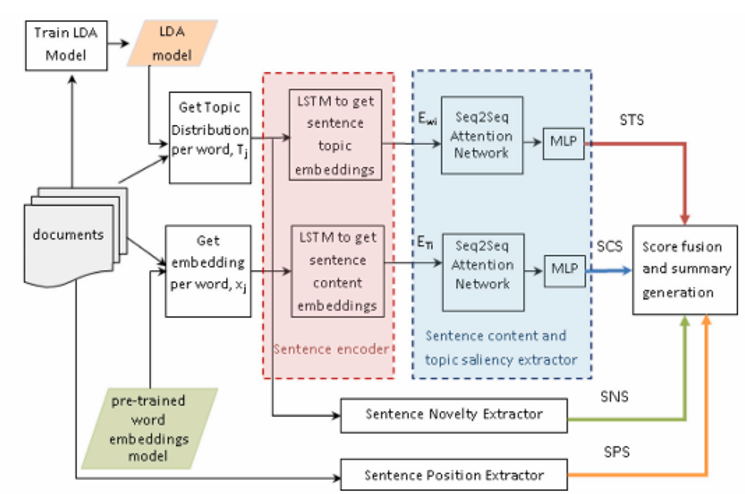 Train LDA
Model
LDA
model
Get Topic
Distribution
per word, Tj
LSTM to get
sentence
topic
embeddings
Ewi
Seq2Seq
Attention
Network
MLP
STS
documents
Get
embedding
per word, xj
LSTM to get
sentence
content
embeddings
ETi
Seq2Seq
Attention
Network
MLP
SCS
Score fusion
and summary
generation
Sentence encoder
Sentence content and
topic saliency extractor
pre-trained
word
embeddings
model
Sentence Novelty Extractor
SNS
Sentence Position Extractor
SPS